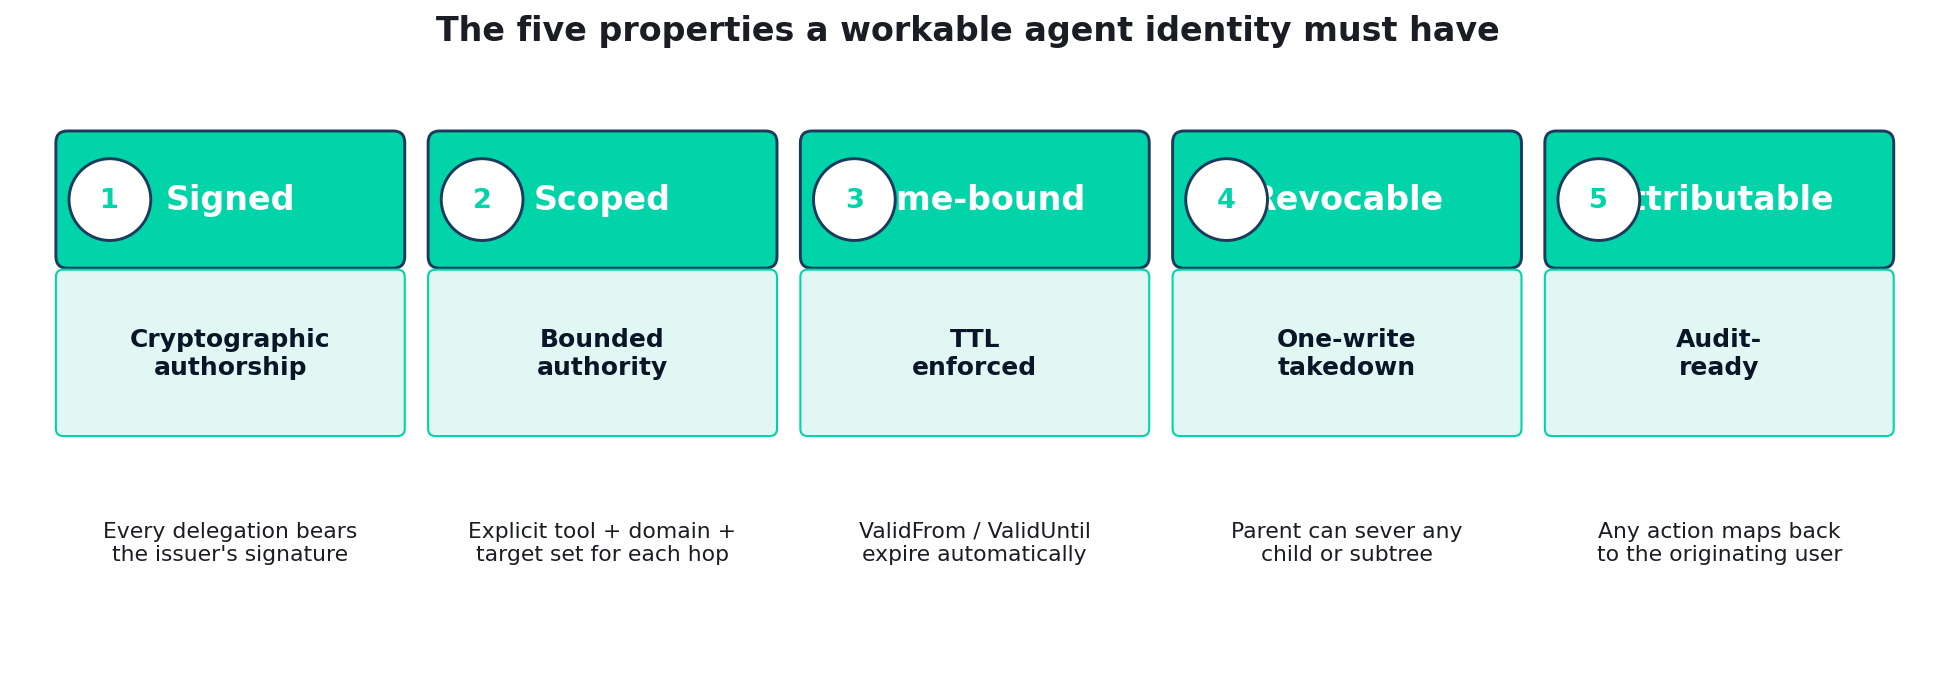 The five properties a workable agent identity must have
1 Signed
2 Scoped
3 me-bound
4 Revocable
5 ttributable
Cryptographic
authorship
Bounded
authority
TTL
enforced
One-write
takedown
Audit-
ready
Every delegation bears
the issuer's signature
Explicit tool + domain +
target set for each hop
ValidFrom / ValidUntil
expire automatically
Parent can sever any
child or subtree
Any action maps back
to the originating user